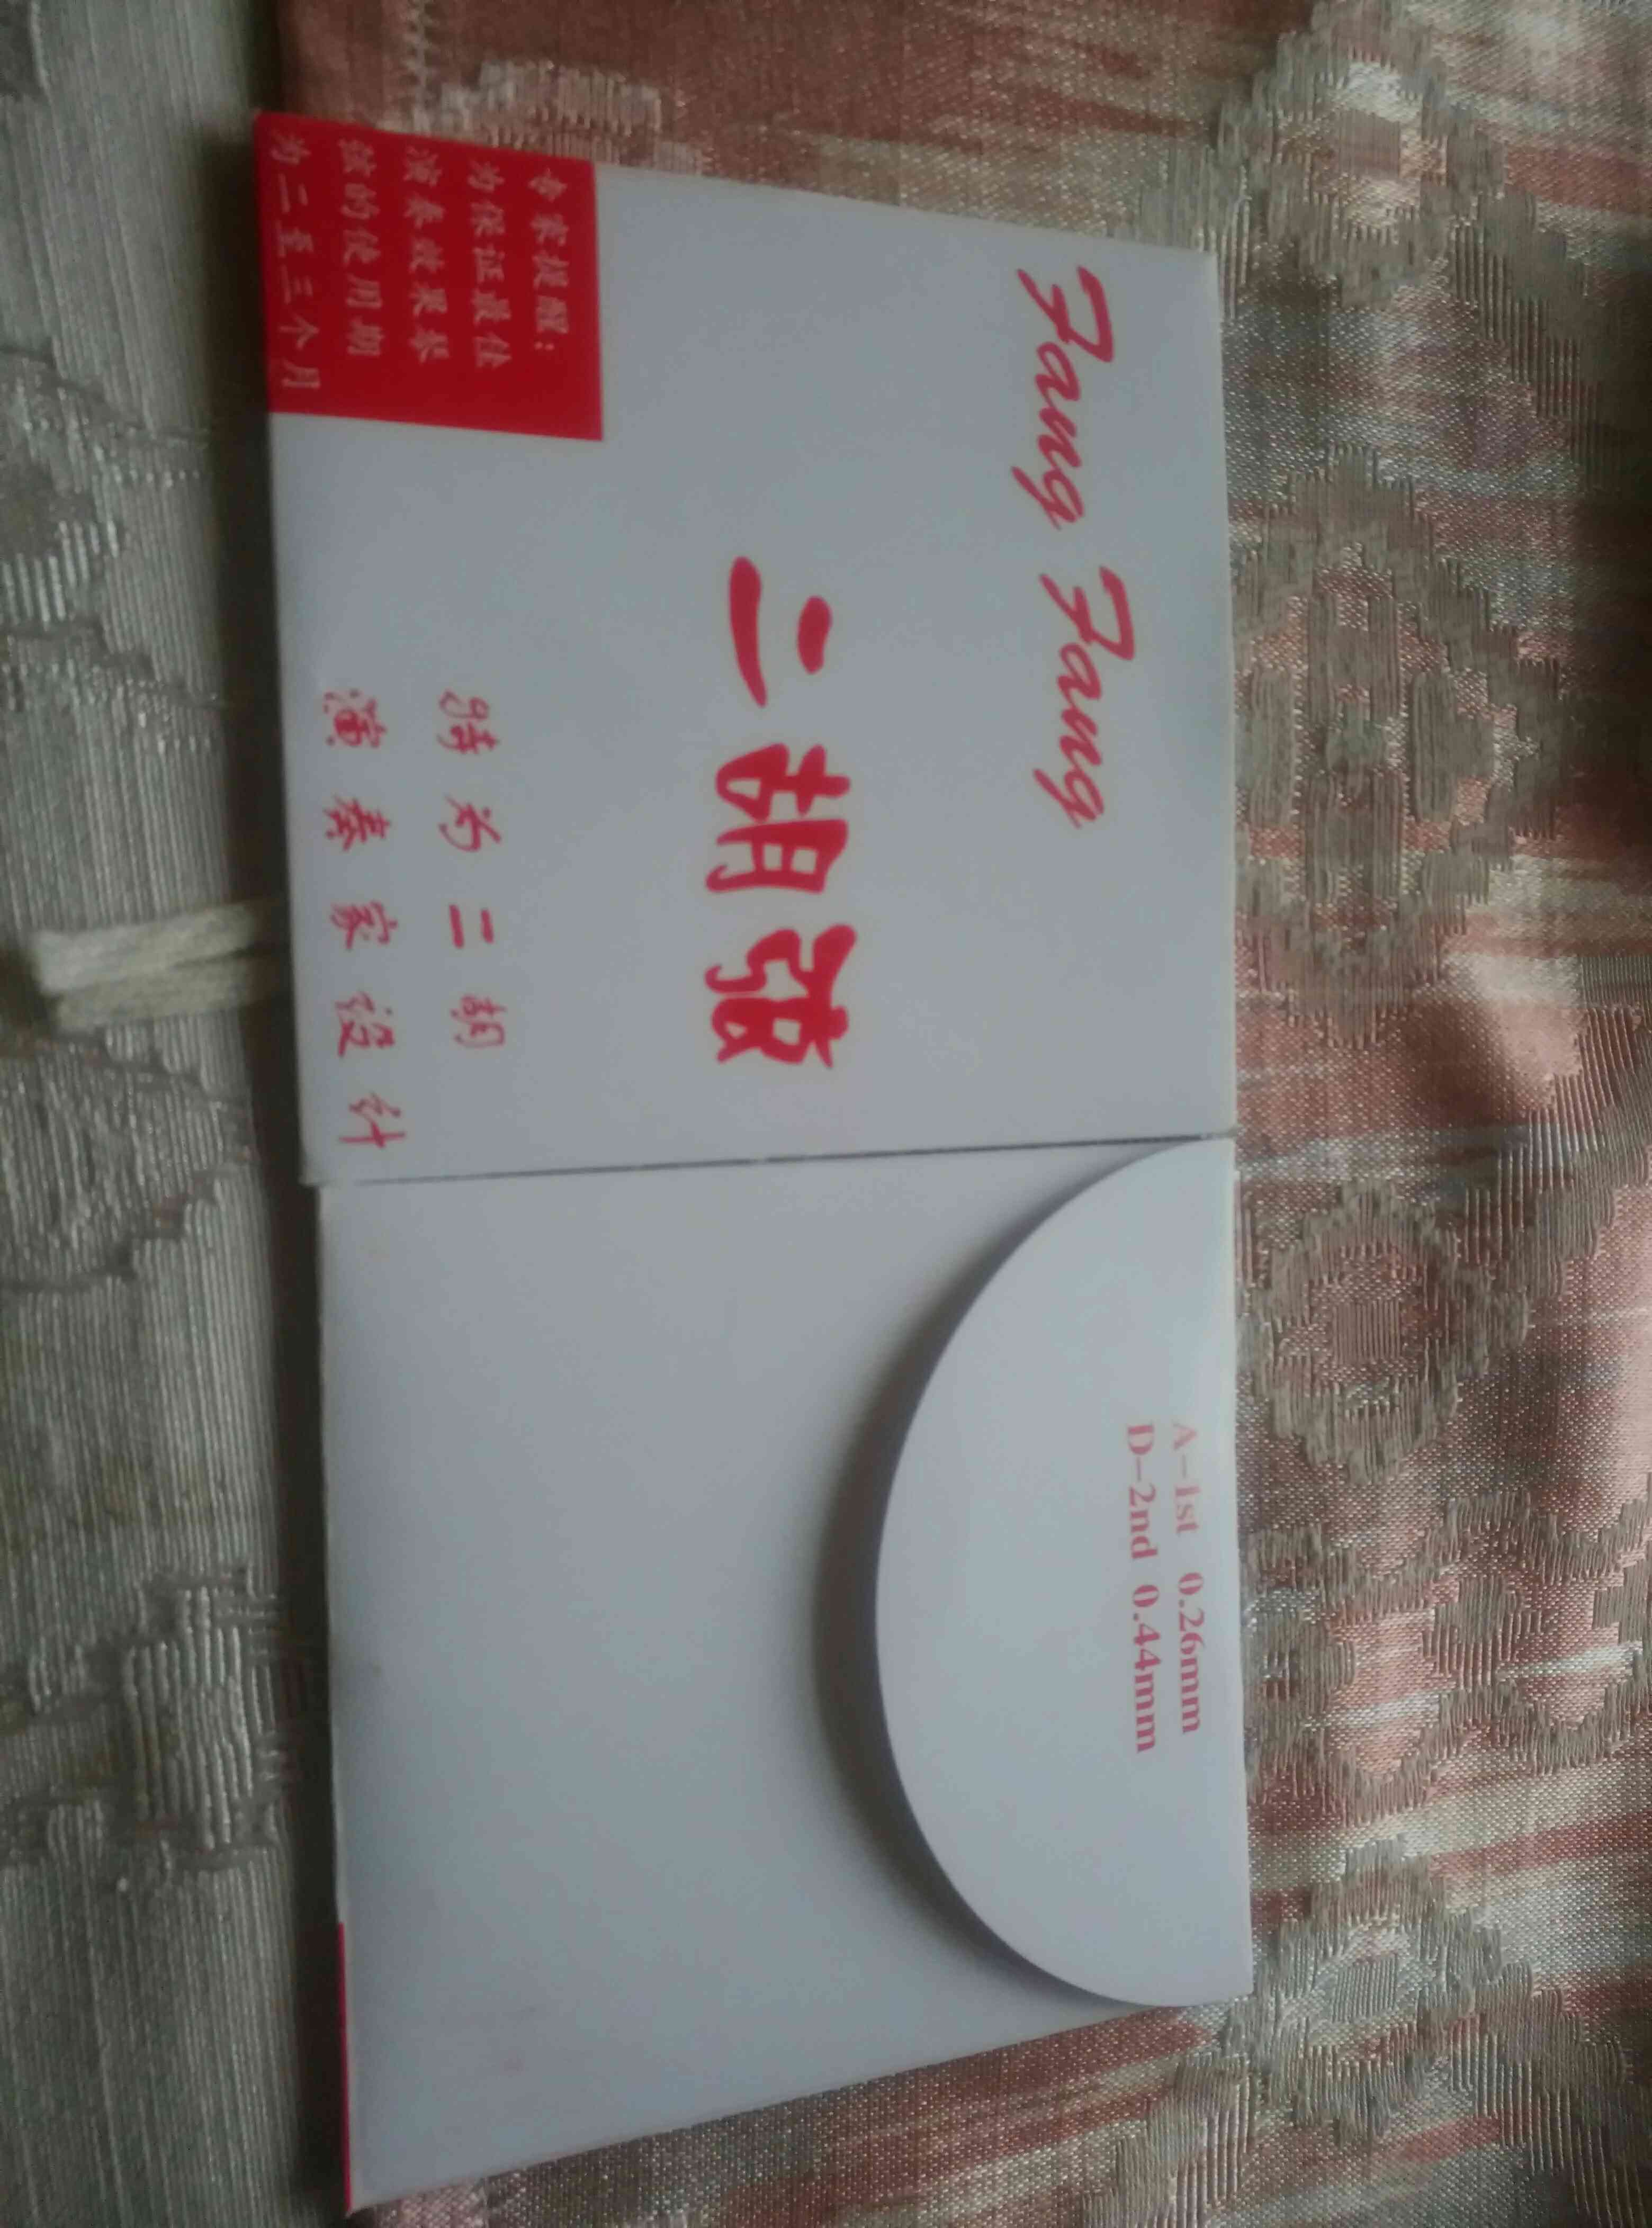 Fang Fang
二胡弦
特为二胡
演奏家设计
专家提醒：
为保证最佳
演奏效果琴
弦的使用期
为二至三个月
A-1st 0.26mm
D-2nd 0.44mm